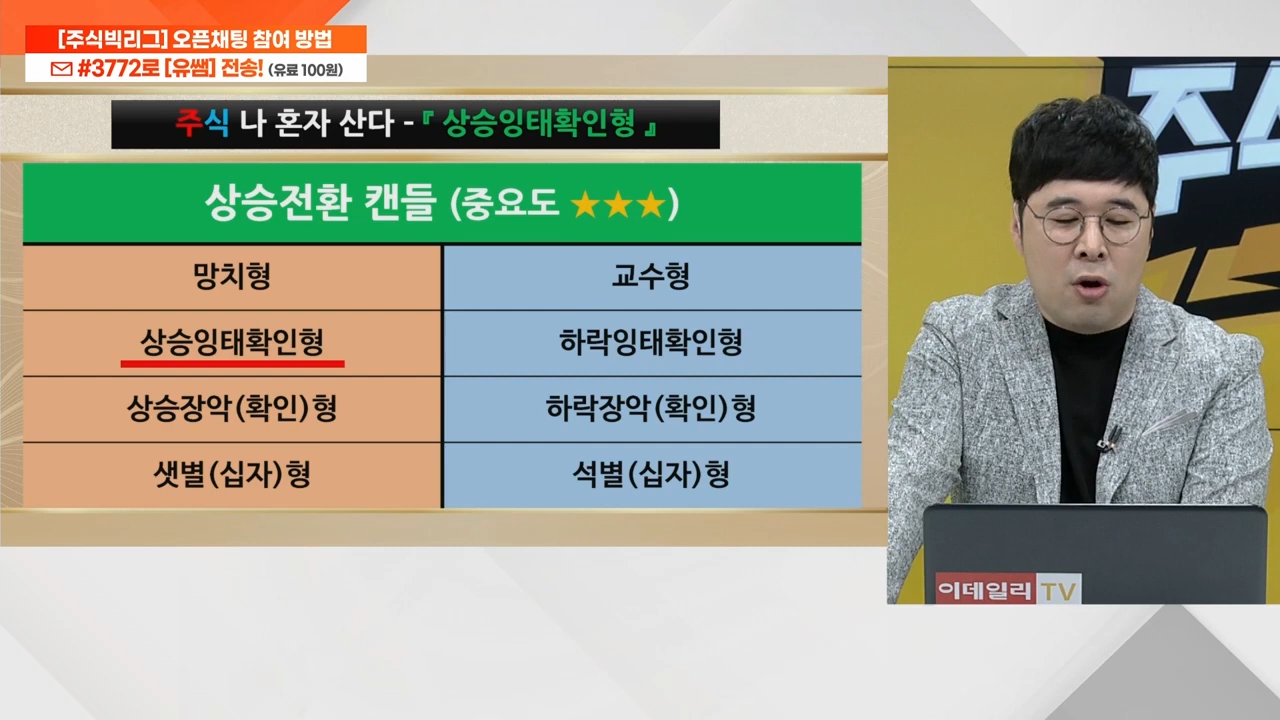 [주식빅리그] 오픈채팅 참여 방법
#3772로 [유쌤] 전송! (유료 100원)
주식 나 혼자 산다 - 『 상승잉태확인형 』
상승전환 캔들 (중요도 ★★★)
망치형
교수형
상승잉태확인형
하락잉태확인형
상승장악(확인)형
하락장악(확인)형
샛별(십자)형
석별(십자)형
이데일리 TV